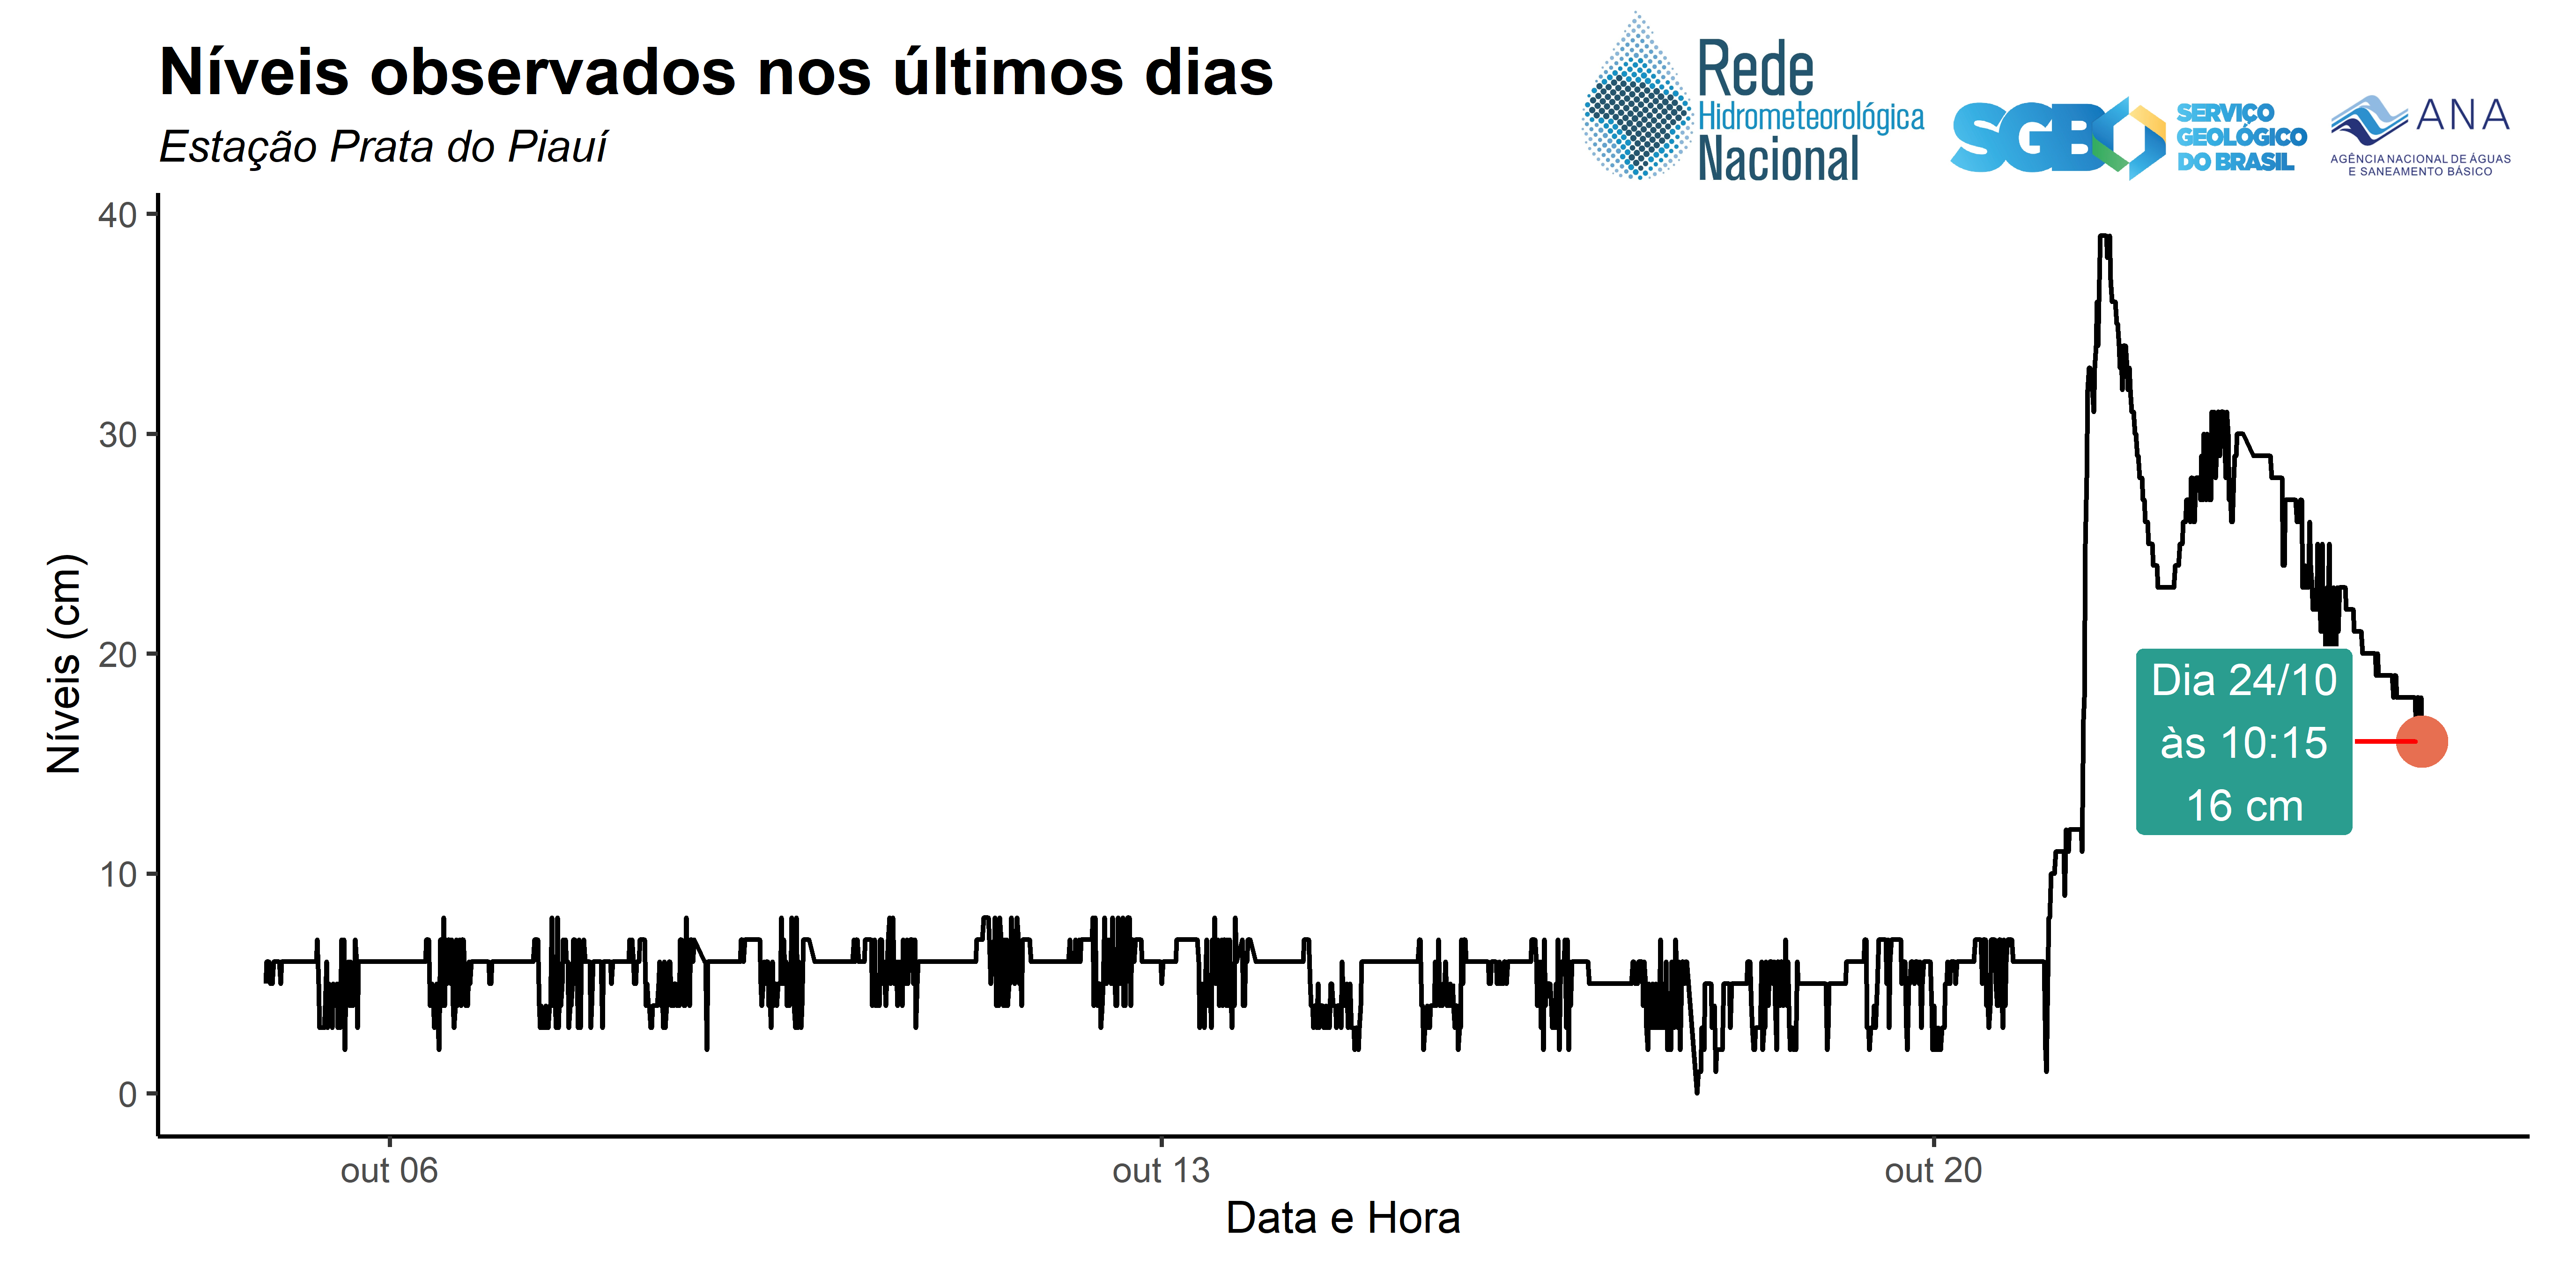 Níveis observados nos últimos dias
Estação Prata do Piauí
Rede
Hidrometeorológica
Nacional
SGB
SERVIÇO
GEOLÓGICO
DO BRASIL
ANA
AGÊNCIA NACIONAL DE ÁGUAS
E SANEAMENTO BÁSICO
Níveis (cm)
40
30
20
10
0
Dia 24/10
às 10:15
16 cm
out 06
out 13
out 20
Data e Hora